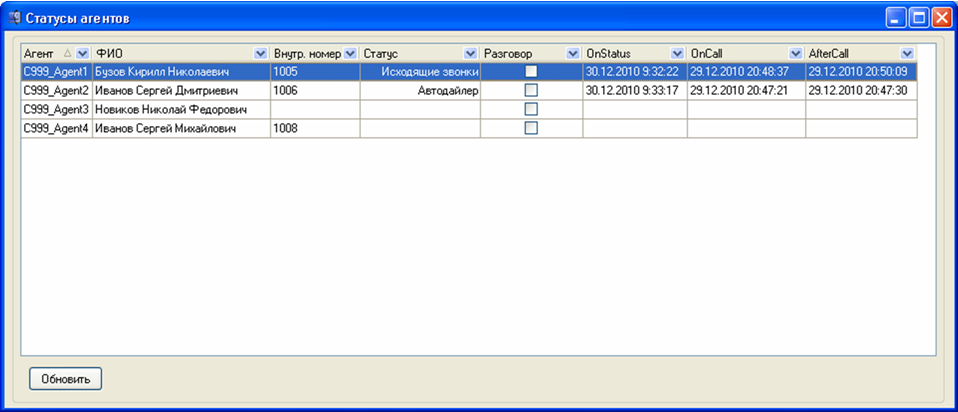 Статусы агентов
Агент ФИО Внутр. номер Статус Разговор OnStatus OnCall AfterCall
C999_Agent1 Бузов Кирилл Николаевич 1005 Исходящие звонки 30.12.2010 9:32:22 29.12.2010 20:48:37 29.12.2010 20:50:09
C999_Agent2 Иванов Сергей Дмитриевич 1006 Автодайлер 30.12.2010 9:33:17 29.12.2010 20:47:21 29.12.2010 20:47:30
C999_Agent3 Новиков Николай Федорович
C999_Agent4 Иванов Сергей Михайлович 1008
Обновить